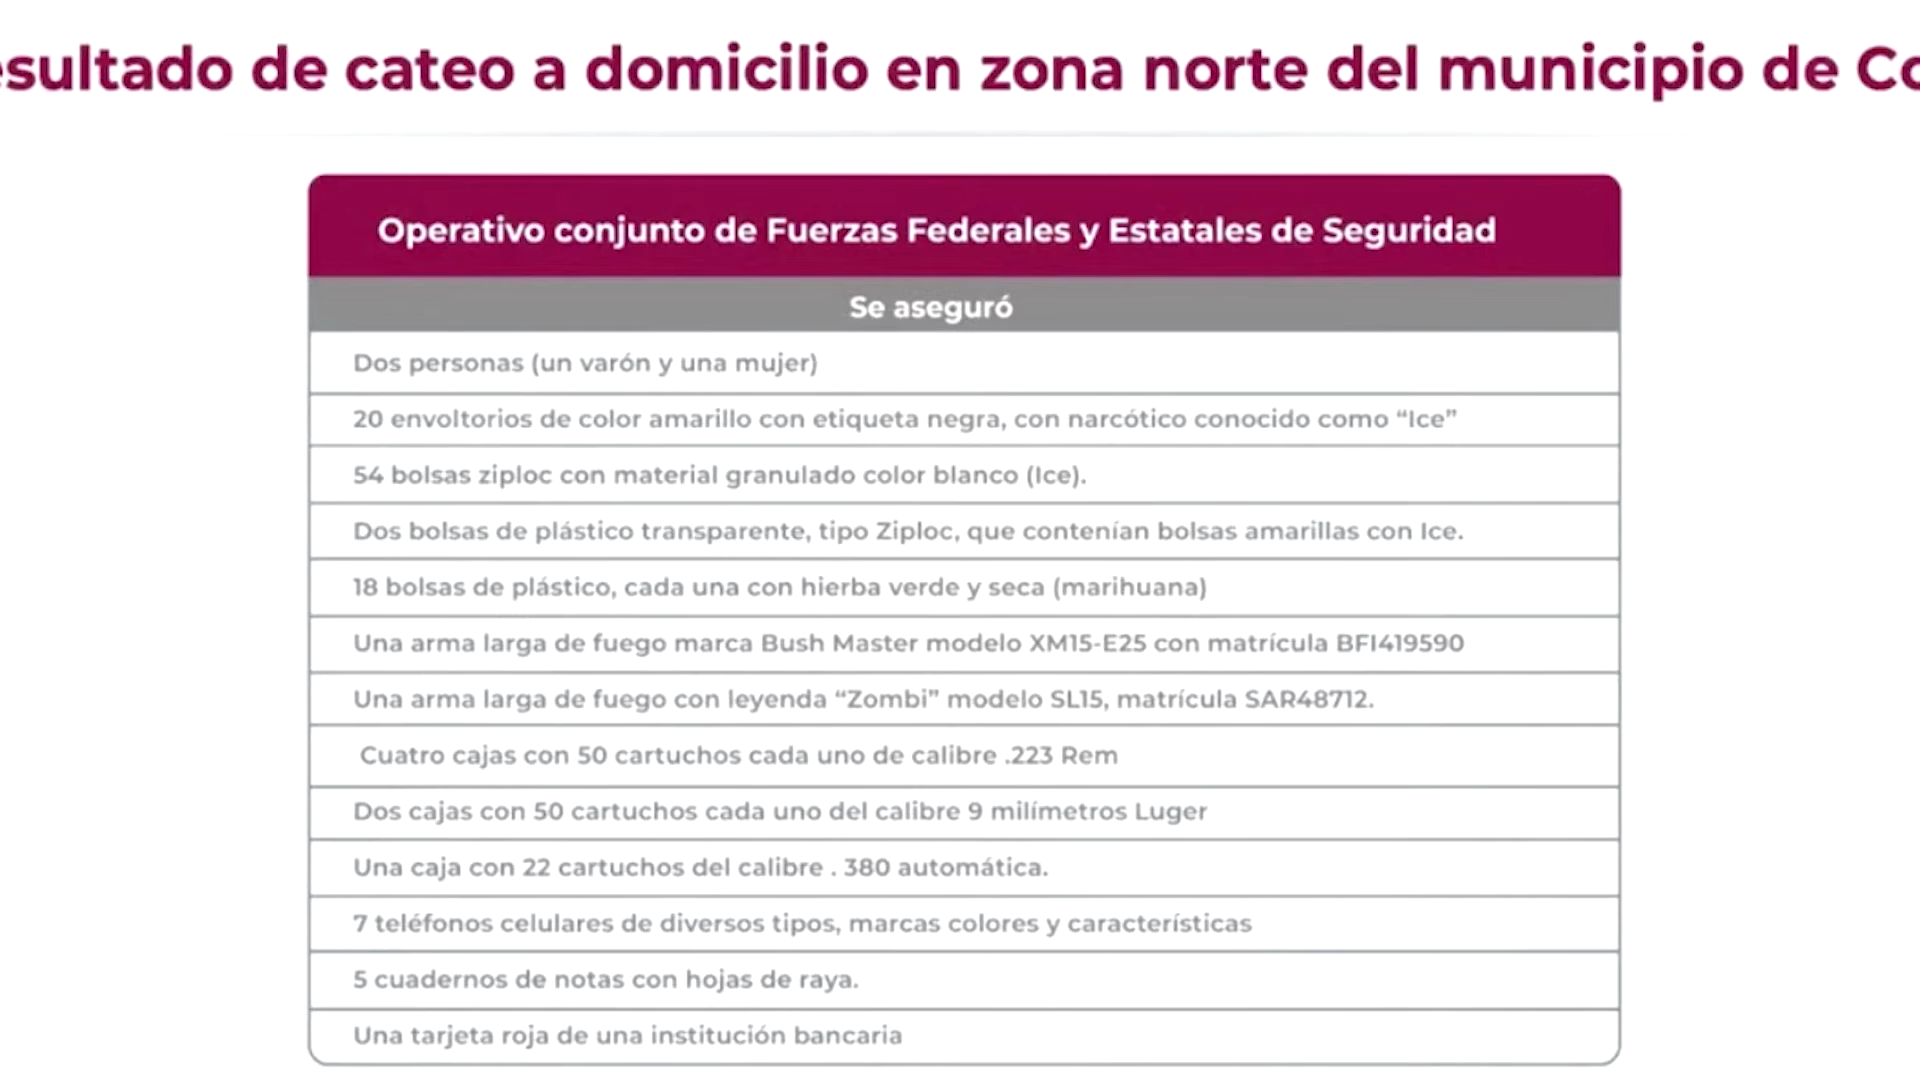 esultado de cateo a domicilio en zona norte del municipio de Co
Operativo conjunto de Fuerzas Federales y Estatales de Seguridad
Se aseguró
Dos personas (un varón y una mujer)
20 envoltorios de color amarillo con etiqueta negra, con narcótico conocido como “Ice”
54 bolsas ziploc con material granulado color blanco (Ice).
Dos bolsas de plástico transparente, tipo Ziploc, que contenían bolsas amarillas con Ice.
18 bolsas de plástico, cada una con hierba verde y seca (marihuana)
Una arma larga de fuego marca Bush Master modelo XM15-E25 con matrícula BFI419590
Una arma larga de fuego con leyenda “Zombi” modelo SL15, matrícula SAR48712.
Cuatro cajas con 50 cartuchos cada uno de calibre .223 Rem
Dos cajas con 50 cartuchos cada uno del calibre 9 milímetros Luger
Una caja con 22 cartuchos del calibre . 380 automática.
7 teléfonos celulares de diversos tipos, marcas colores y características
5 cuadernos de notas con hojas de raya.
Una tarjeta roja de una institución bancaria